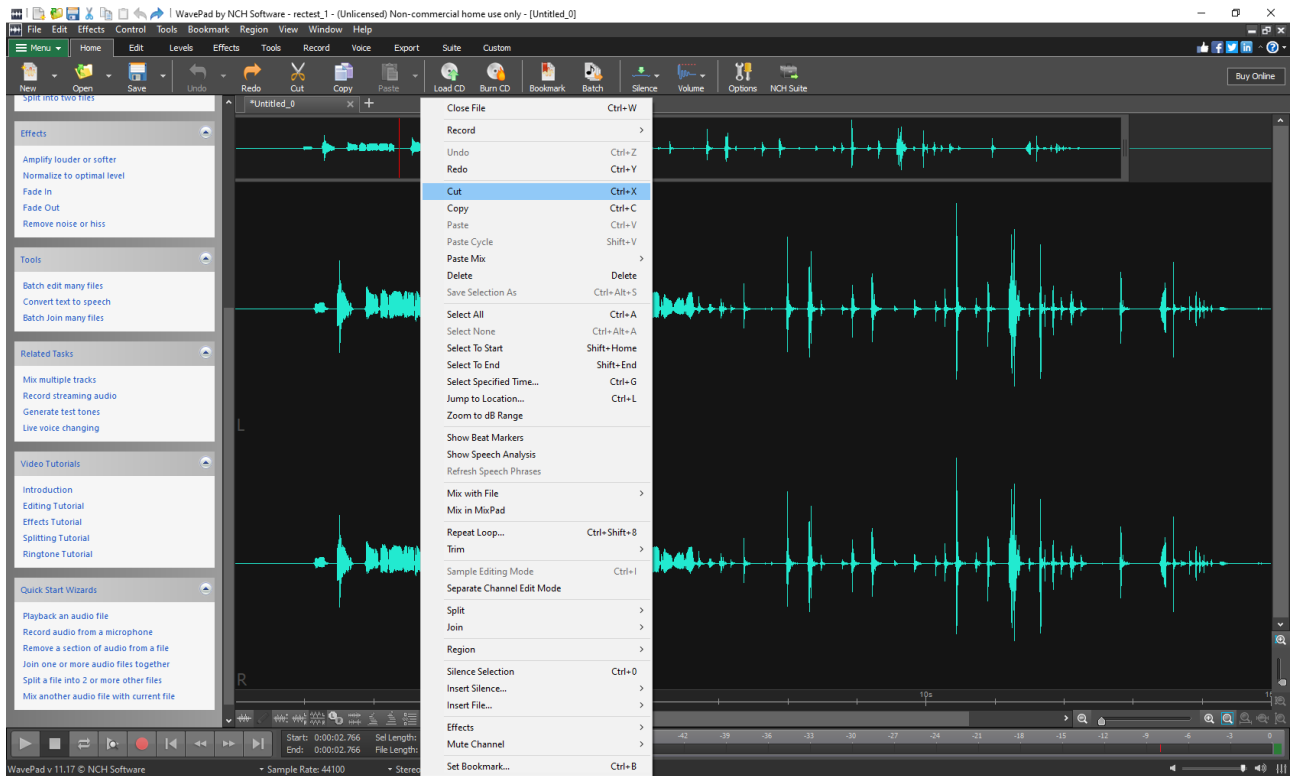 WavePad by NCH Software - rectest_1 - (Unlicensed) Non-commercial home use only - [Untitled_0]
File Edit Effects Control Tools Bookmark Region View Window Help
Menu Home Edit Levels Effects Tools Record Voice Export Suite Custom
New Open Save Undo Redo Cut Copy Paste Load CD Burn CD Bookmark Batch Silence Volume Options NCH Suite Buy Online
Split into two files
Effects
Amplify louder or softer
Normalize to optimal level
Fade In
Fade Out
Remove noise or hiss
Tools
Batch edit many files
Convert text to speech
Batch Join many files
Related Tasks
Mix multiple tracks
Record streaming audio
Generate test tones
Live voice changing
Video Tutorials
Introduction
Editing Tutorial
Effects Tutorial
Splitting Tutorial
Ringtone Tutorial
Quick Start Wizards
Playback an audio file
Record audio from a microphone
Remove a section of audio from a file
Join one or more audio files together
Split a file into 2 or more other files
Mix another audio file with current file
*Untitled_0
Close File Ctrl+W
Record
Undo Ctrl+Z
Redo Ctrl+Y
Cut Ctrl+X
Copy Ctrl+C
Paste Ctrl+V
Paste Cycle Shift+V
Paste Mix
Delete Delete
Save Selection As Ctrl+Alt+S
Select All Ctrl+A
Select None Ctrl+Alt+A
Select To Start Shift+Home
Select To End Shift+End
Select Specified Time... Ctrl+G
Jump to Location... Ctrl+L
Zoom to dB Range
Show Beat Markers
Show Speech Analysis
Refresh Speech Phrases
Mix with File
Mix in MixPad
Repeat Loop... Ctrl+Shift+8
Trim
Sample Editing Mode Ctrl+I
Separate Channel Edit Mode
Split
Join
Region
Silence Selection Ctrl+0
Insert Silence...
Insert File...
Effects
Mute Channel
Set Bookmark... Ctrl+B
L
R
10s
Start: 0:00:02.766 Sel Length:
End: 0:00:02.766 File Length:
-42 -39 -36 -33 -30 -27 -24 -21 -18 -15 -12 -9 -6 -3 0
WavePad v 11.17 © NCH Software Sample Rate: 44100 Stereo